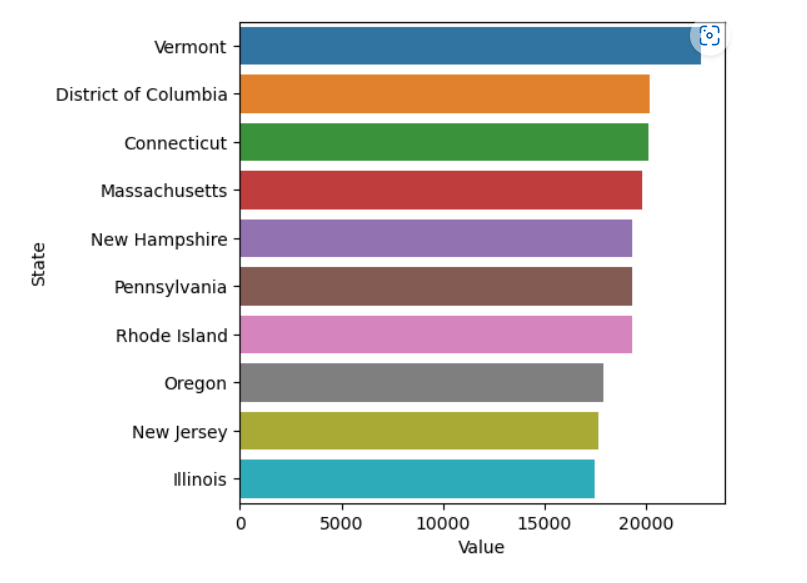 Vermont
District of Columbia
Connecticut
Massachusetts
New Hampshire
Pennsylvania
Rhode Island
Oregon
New Jersey
Illinois
State
0 5000 10000 15000 20000
Value